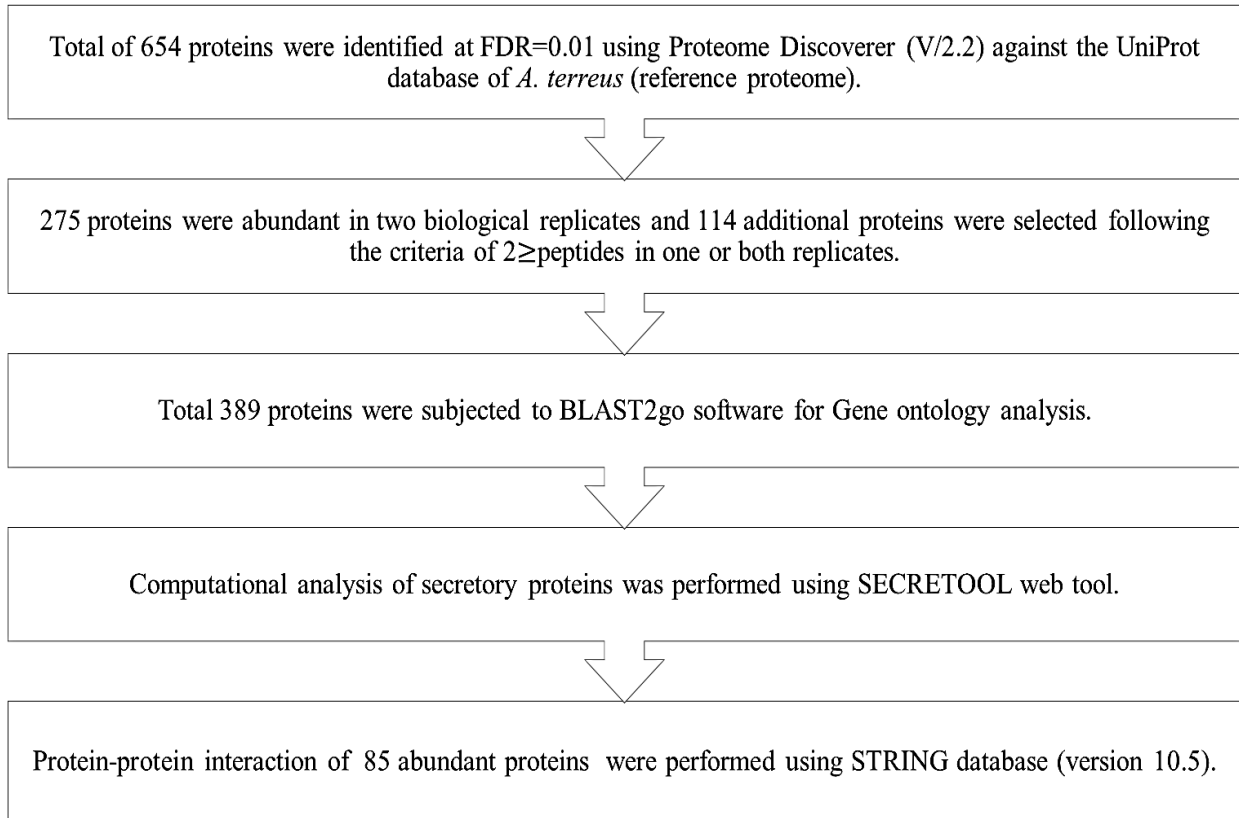 Total of 654 proteins were identified at FDR=0.01 using Proteome Discoverer (V/2.2) against the UniProt
database of A. terreus (reference proteome).
275 proteins were abundant in two biological replicates and 114 additional proteins were selected following
the criteria of 2≥peptides in one or both replicates.
Total 389 proteins were subjected to BLAST2go software for Gene ontology analysis.
Computational analysis of secretory proteins was performed using SECRETOOL web tool.
Protein-protein interaction of 85 abundant proteins were performed using STRING database (version 10.5).